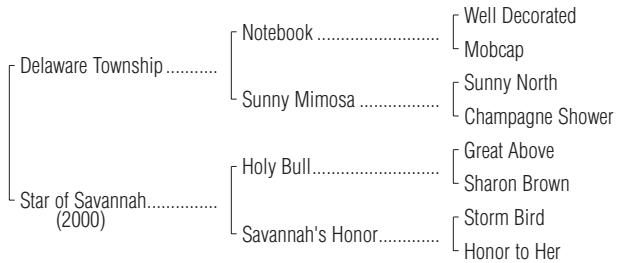 Well Decorated
Notebook ........................
Mobcap
Delaware Township ...........
Sunny North
Sunny Mimosa ................
Champagne Shower
Great Above
Holy Bull.........................
Sharon Brown
Star of Savannah...............
(2000)
Storm Bird
Savannah's Honor............
Honor to Her